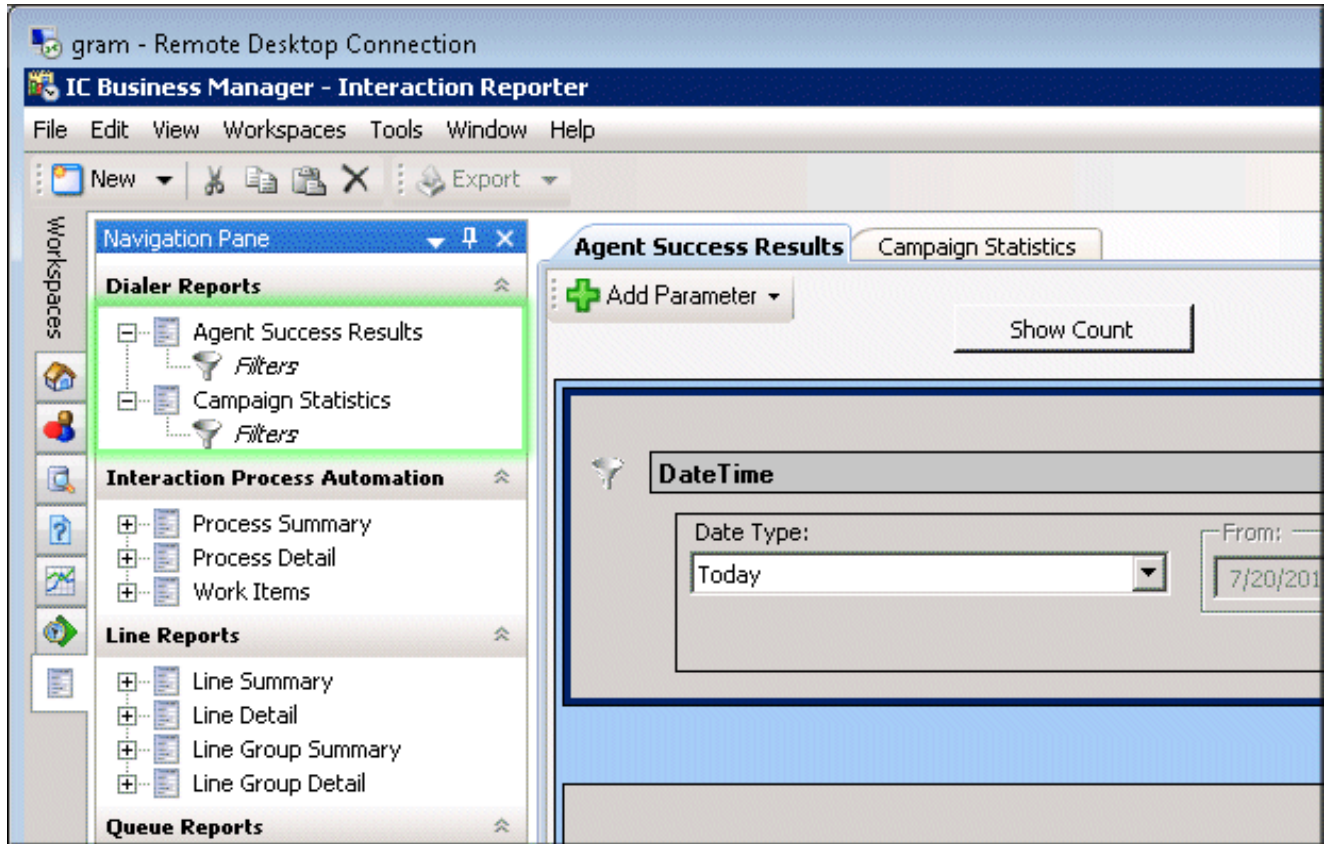 gram - Remote Desktop Connection
IC Business Manager - Interaction Reporter
File Edit View Workspaces Tools Window Help
New Export
Workspaces
Navigation Pane
Dialer Reports
Agent Success Results
Filters
Campaign Statistics
Filters
Interaction Process Automation
Process Summary
Process Detail
Work Items
Line Reports
Line Summary
Line Detail
Line Group Summary
Line Group Detail
Queue Reports
Agent Success Results Campaign Statistics
Add Parameter
Show Count
DateTime
Date Type:
From:
Today
7/20/201